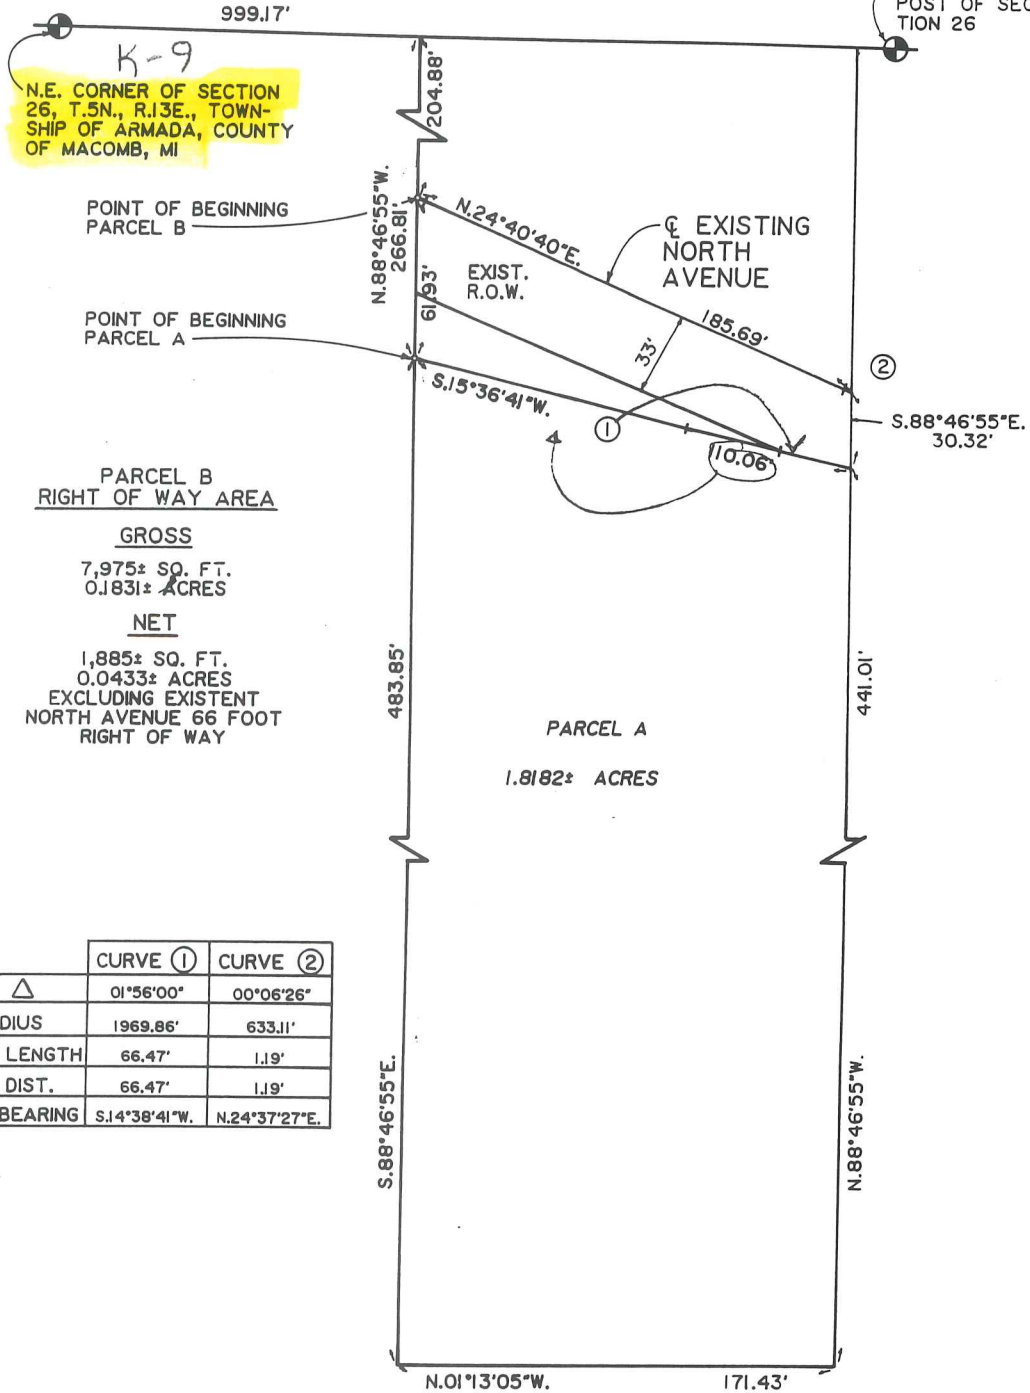 999.17'
POST OF SEC
TION 26
K-9
N.E. CORNER OF SECTION
26, T.5N., R.13E., TOWN-
SHIP OF ARMADA, COUNTY
OF MACOMB, MI
204.88'
POINT OF BEGINNING
PARCEL B
N.88°46'55"W.
266.81'
N.24°40'40"E.
℄ EXISTING
NORTH
AVENUE
EXIST.
R.O.W.
61.93'
POINT OF BEGINNING
PARCEL A
185.69'
33'
②
S.15°36'41"W.
①
S.88°46'55"E.
30.32'
110.06'
PARCEL B
RIGHT OF WAY AREA
GROSS
7,975± SQ. FT.
0.1831± ACRES
NET
1,885± SQ. FT.
0.0433± ACRES
EXCLUDING EXISTENT
NORTH AVENUE 66 FOOT
RIGHT OF WAY
483.85'
441.01'
PARCEL A
1.8182± ACRES
CURVE ① CURVE ②
△ 01°56'00" 00°06'26"
DIUS 1969.86' 633.11'
LENGTH 66.47' 1.19'
DIST. 66.47' 1.19'
BEARING S.14°38'41"W. N.24°37'27"E.
S.88°46'55"E.
N.88°46'55"W.
N.01°13'05"W. 171.43'